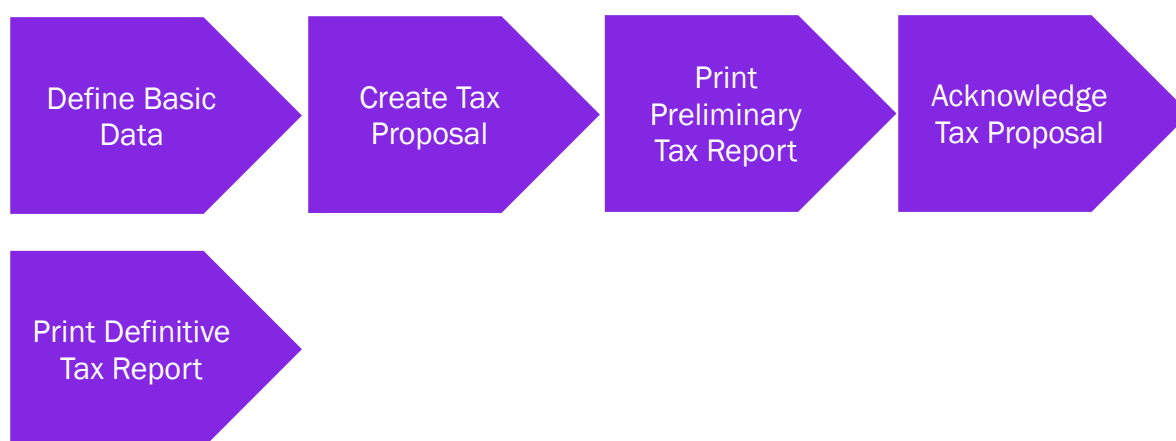 Define Basic
Data
Create Tax
Proposal
Print
Preliminary
Tax Report
Acknowledge
Tax Proposal
Print Definitive
Tax Report